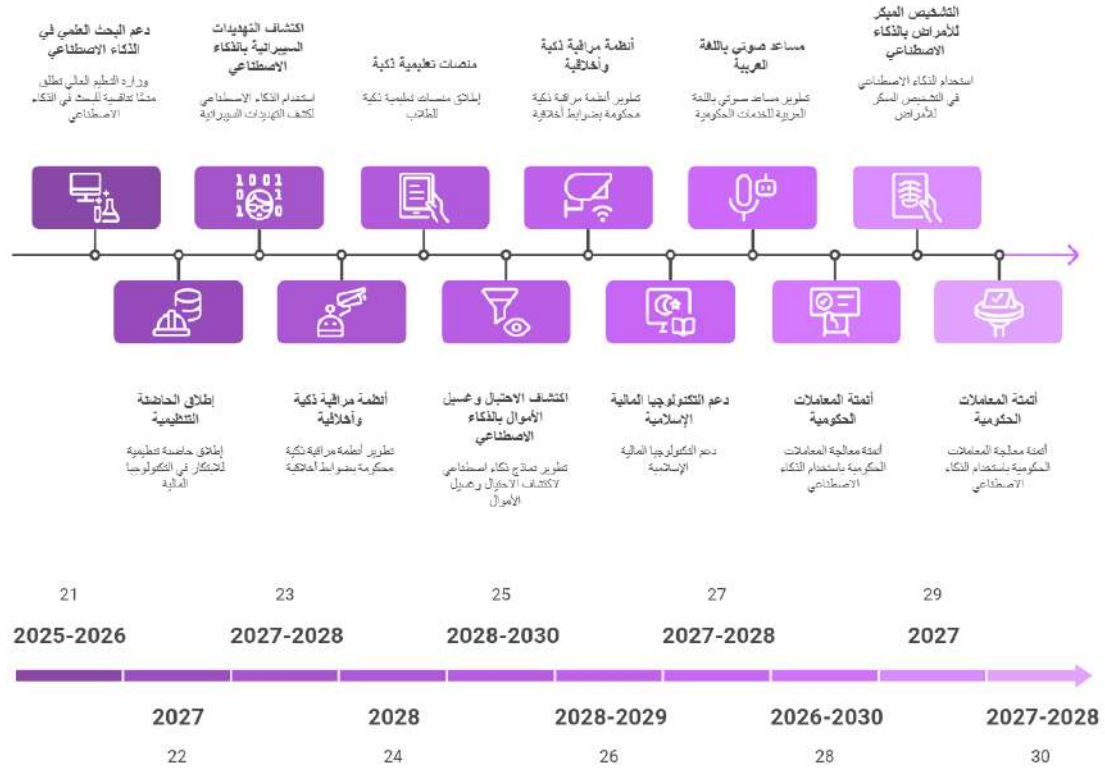 دعم البحث العلمي في
الذكاء الاصطناعي
وزارة التعليم العالي تطلق
منحًا تنافسية للبحث في الذكاء
الاصطناعي
اكتشاف التهديدات
السيبرانية بالذكاء
الاصطناعي
استخدام الذكاء الاصطناعي
لكشف التهديدات السيبرانية
منصات تعليمية ذكية
إطلاق منصات تعليمية ذكية
للطلاب
أنظمة مراقبة ذكية
وأخلاقية
تطوير أنظمة مراقبة ذكية
محكومة بضوابط أخلاقية
مساعد صوتي باللغة
العربية
تطوير مساعد صوتي باللغة
العربية للخدمات الحكومية
التشخيص المبكر
للأمراض بالذكاء
الاصطناعي
استخدام الذكاء الاصطناعي
في التشخيص المبكر
للأمراض
1001
0 1
1 0
إطلاق الحاضنة
التنظيمية
إطلاق حاضنة تنظيمية
للابتكار في التكنولوجيا
المالية
أنظمة مراقبة ذكية
وأخلاقية
تطوير أنظمة مراقبة ذكية
محكومة بضوابط أخلاقية
اكتشاف الاحتيال وغسيل
الأموال بالذكاء
الاصطناعي
تطوير نماذج ذكاء اصطناعي
لاكتشاف الاحتيال وغسيل
الأموال
دعم التكنولوجيا المالية
الإسلامية
دعم التكنولوجيا المالية
الإسلامية
أتمتة المعاملات
الحكومية
أتمتة معالجة المعاملات
الحكومية باستخدام الذكاء
الاصطناعي
أتمتة المعاملات
الحكومية
أتمتة معالجة المعاملات
الحكومية باستخدام الذكاء
الاصطناعي
21
2025-2026
23
2027-2028
25
2028-2030
27
2027-2028
29
2027
2027
22
2028
24
2028-2029
26
2026-2030
28
2027-2028
30